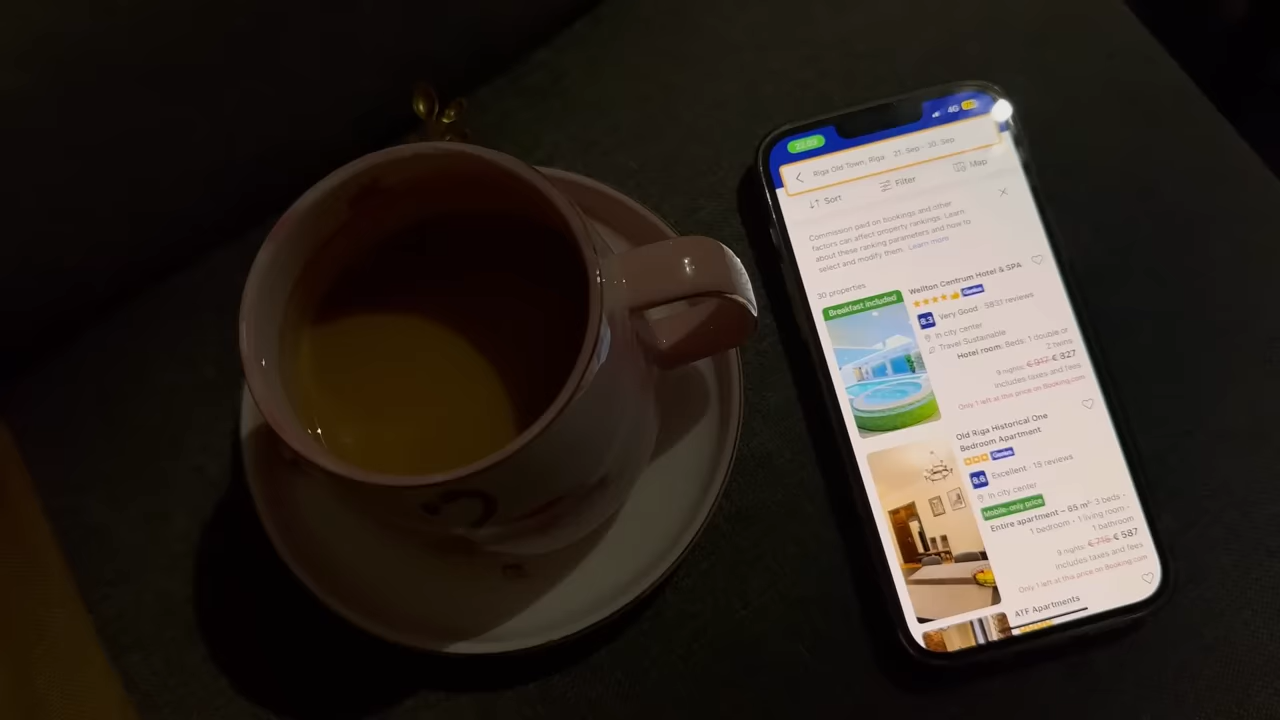 22:03
4G
Riga Old Town, Riga 21. Sep - 30. Sep
Sort
Filter
Map
Commission paid on bookings and other
factors can affect property rankings. Learn
about these ranking parameters and how to
select and modify them. Learn more
30 properties
Breakfast included
Wellton Centrum Hotel & SPA
Genius
8.3 Very Good · 5831 reviews
In city center
Travel Sustainable
Hotel room: Beds: 1 double or
2 twins
9 nights: € 917 € 827
Includes taxes and fees
Only 1 left at this price on Booking.com
Old Riga Historical One
Bedroom Apartment
Genius
8.6 Excellent · 15 reviews
In city center
Mobile-only price
Entire apartment – 65 m²: 3 beds ·
1 bedroom · 1 living room ·
1 bathroom
9 nights: € 716 € 587
Includes taxes and fees
Only 1 left at this price on Booking.com
ATF Apartments